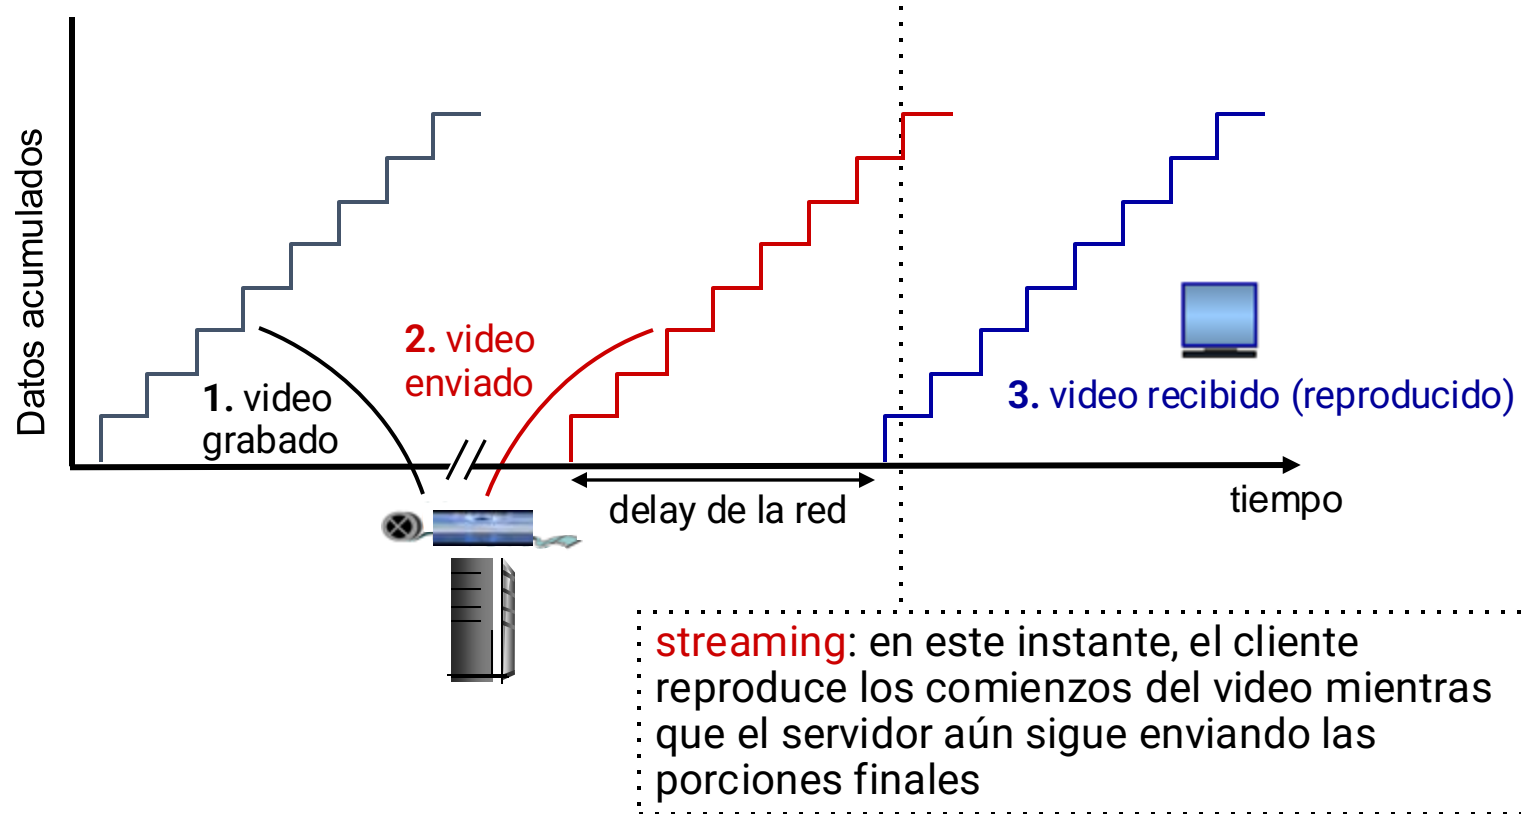 Datos acumulados
1. video
grabado
2. video
enviado
3. video recibido (reproducido)
delay de la red
tiempo
streaming: en este instante, el cliente
reproduce los comienzos del video mientras
que el servidor aún sigue enviando las
porciones finales